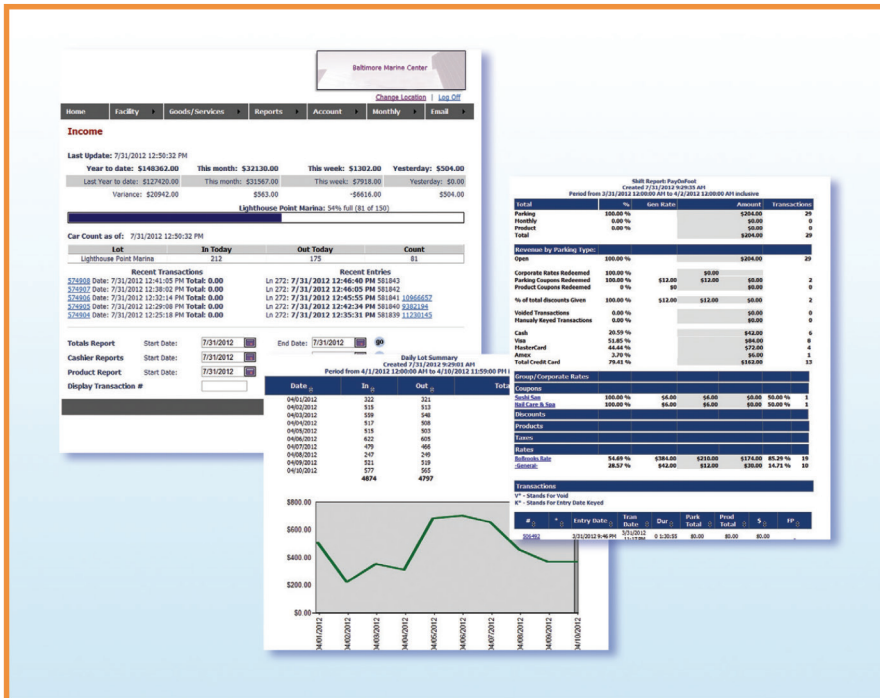 Baltimore Marine Center
Change Location | Log Off
Home Facility Goods/Services Reports Account Monthly Email
Income
Last Update: 7/31/2012 12:50:32 PM
Year to date: $148362.00 This month: $32130.00 This week: $1302.00 Yesterday: $504.00
Last Year to date: $127420.00 This month: $31567.00 This week: $7918.00 Yesterday: $0.00
Variance: $20942.00 $563.00 -$6616.00 $504.00
Lighthouse Point Marina: 54% full (81 of 150)
Car Count as of: 7/31/2012 12:50:32 PM
Lot In Today Out Today Count
Lighthouse Point Marina 212 175 81
Recent Transactions Recent Entries
574908 Date: 7/31/2012 12:41:05 PM Total: 0.00 Ln 272: 7/31/2012 12:46:40 PM 581843
574907 Date: 7/31/2012 12:38:02 PM Total: 0.00 Ln 272: 7/31/2012 12:46:05 PM 581842
574906 Date: 7/31/2012 12:32:14 PM Total: 0.00 Ln 272: 7/31/2012 12:45:55 PM 581841 10966657
574905 Date: 7/31/2012 12:29:08 PM Total: 0.00 Ln 272: 7/31/2012 12:42:34 PM 581840 9382194
574904 Date: 7/31/2012 12:25:18 PM Total: 0.00 Ln 272: 7/31/2012 12:35:31 PM 581839 11230145
Totals Report Start Date: 7/31/2012 End Date: 7/31/2012 go
Cashier Reports Start Date: 7/31/2012
Product Report Start Date: 7/31/2012
Display Transaction #
Daily Lot Summary
Created 7/31/2012 9:29:01 AM
Period from 4/1/2012 12:00:00 AM to 4/10/2012 11:59:00 PM
Date In Out Tota
04/01/2012 322 321
04/02/2012 515 513
04/03/2012 559 548
04/04/2012 517 508
04/05/2012 515 503
04/06/2012 622 605
04/07/2012 479 466
04/08/2012 247 249
04/09/2012 521 519
04/10/2012 577 565
4874 4797
$800.00
$600.00
$400.00
$200.00
$0.00
04/01/2012
04/02/2012
04/03/2012
04/04/2012
04/05/2012
04/06/2012
04/07/2012
04/08/2012
04/09/2012
04/10/2012
Shift Report: PayOnFoot
Created 7/31/2012 9:29:35 AM
Period from 3/31/2012 12:00:00 AM to 4/2/2012 12:00:00 AM inclusive
Total % Gen Rate Amount Transactions
Parking 100.00 % $204.00 29
Monthly 0.00 % $0.00 0
Product 0.00 % $0.00 0
Total $204.00 29
Revenue by Parking Type:
Open 100.00 % $204.00 29
Corporate Rates Redeemed 100.00 % $0.00
Parking Coupons Redeemed 100.00 % $12.00 $12.00 $0.00 2
Product Coupons Redeemed 0 % $0 $0.00 0
% of total discounts Given 100.00 % $12.00 $12.00 $0.00 2
Voided Transactions 0.00 % $0.00 0
Manualy Keyed Transactions 0.00 % $0.00 0
Cash 20.59 % $42.00 6
Visa 51.85 % $84.00 8
MasterCard 44.44 % $72.00 4
Amex 3.70 % $6.00 1
Total Credit Card 79.41 % $162.00 13
Group/Corporate Rates
Coupons
Sushi San 100.00 % $6.00 $6.00 $0.00 50.00 % 1
Nail Care & Spa 100.00 % $6.00 $6.00 $0.00 50.00 % 1
Discounts
Products
Taxes
Rates
BoBrooks Rate 54.69 % $384.00 $210.00 $174.00 85.29 % 19
-General- 28.57 % $42.00 $12.00 $30.00 14.71 % 10
Transactions
V* - Stands For Void
K* - Stands For Entry Date Keyed
# * Entry Date Tran Date Dur Park Total Prod Total $ FP
506492 3/31/2012 9:46 PM 3/31/2012 0 1:30:55 $0.00 $0.00 $0.00